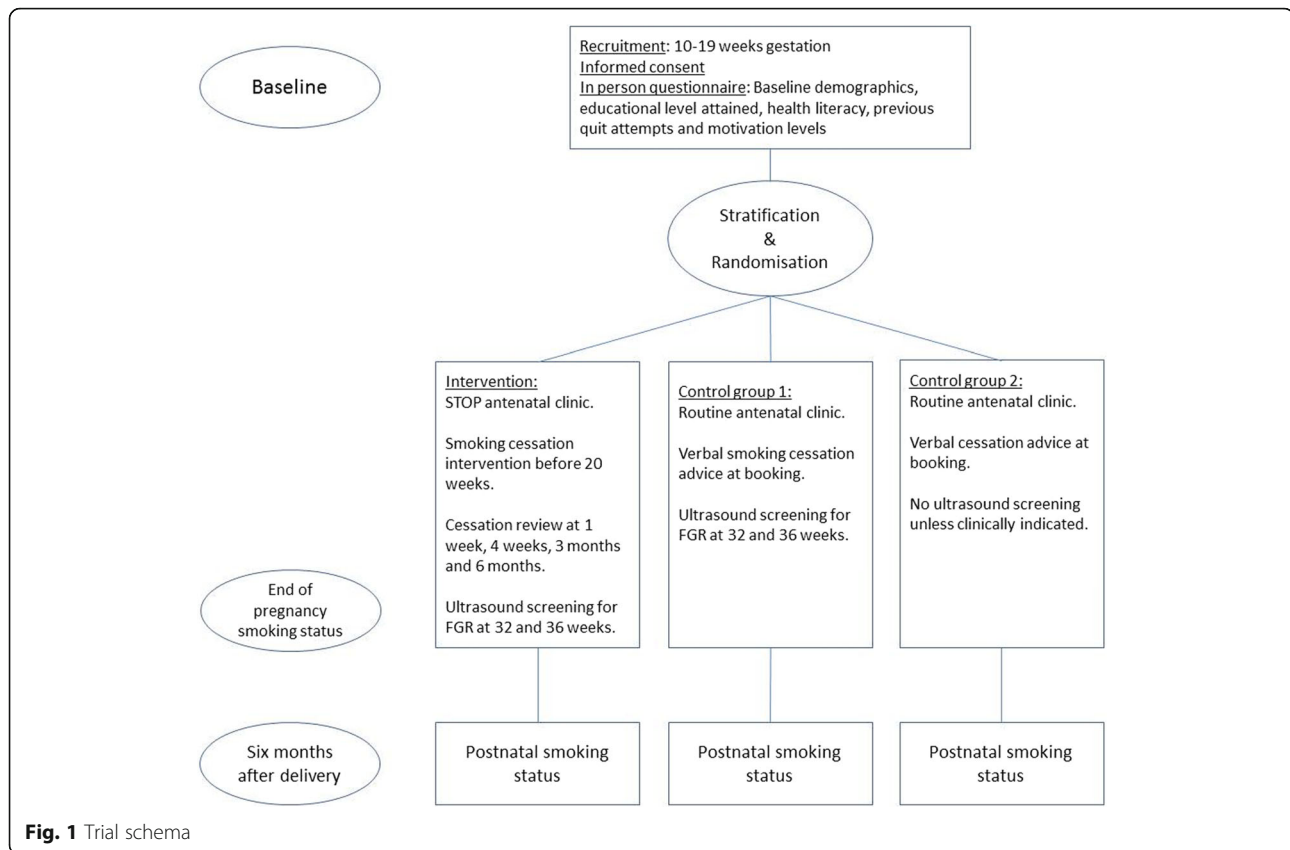 Baseline
Recruitment: 10-19 weeks gestation
Informed consent
In person questionnaire: Baseline demographics,
educational level attained, health literacy, previous
quit attempts and motivation levels
Stratification
&
Randomisation
Intervention:
STOP antenatal clinic.
Smoking cessation
intervention before 20
weeks.
Cessation review at 1
week, 4 weeks, 3 months
and 6 months.
Ultrasound screening for
FGR at 32 and 36 weeks.
Control group 1:
Routine antenatal clinic.
Verbal smoking cessation
advice at booking.
Ultrasound screening for
FGR at 32 and 36 weeks.
Control group 2:
Routine antenatal clinic.
Verbal cessation advice at
booking.
No ultrasound screening
unless clinically indicated.
End of
pregnancy
smoking status
Six months
after delivery
Postnatal smoking
status
Postnatal smoking
status
Postnatal smoking
status
Fig. 1 Trial schema